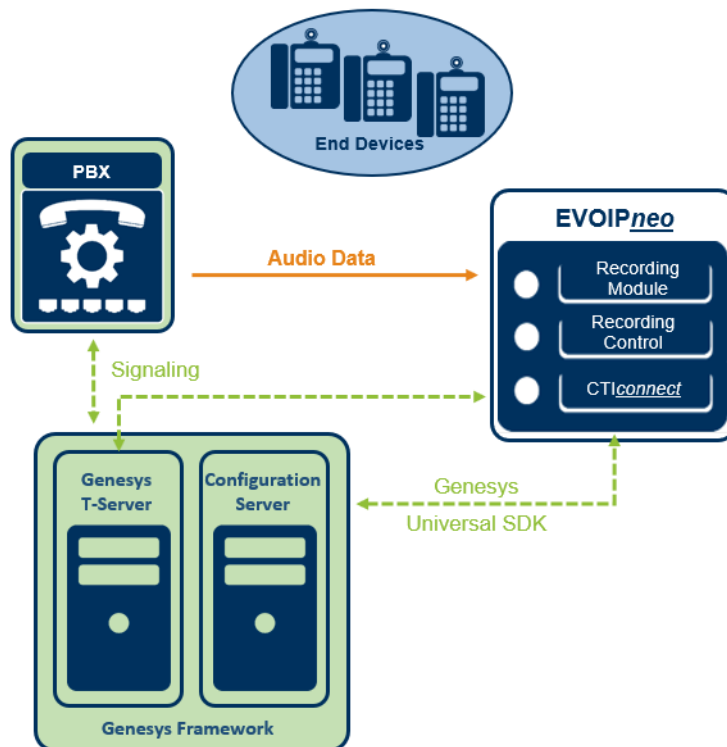 End Devices
PBX
EVOIPneo
Audio Data
Recording
Module
Recording
Control
CTIconnect
Signaling
Genesys
T-Server
Configuration
Server
Genesys
Universal SDK
Genesys Framework